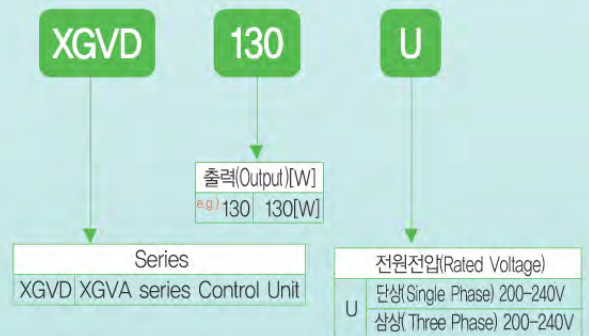 XGVD 130 U
출력(Output)[W]
e.g.) 130 130[W]
Series
XGVD XGVA series Control Unit
전원전압(Rated Voltage)
U 단상(Single Phase) 200-240V
삼상(Three Phase) 200-240V